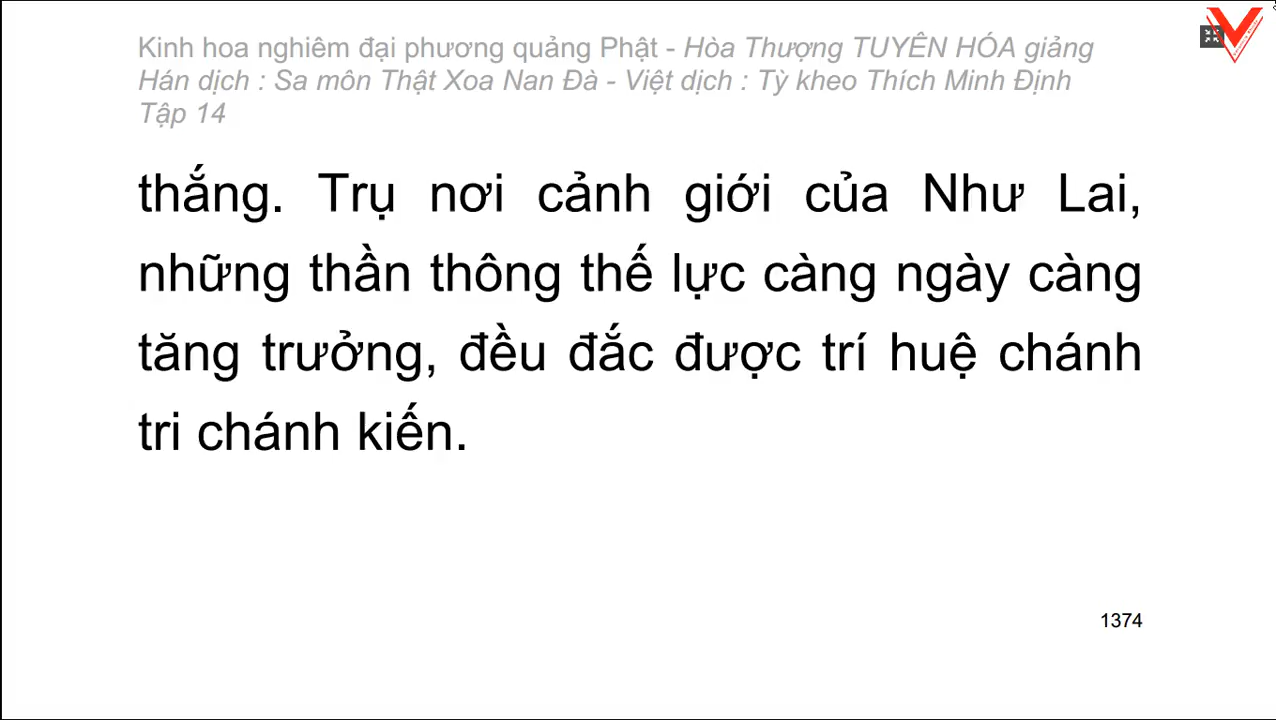 Kinh hoa nghiêm đại phương quảng Phật - Hòa Thượng TUYÊN HÓA giảng
Hán dịch : Sa môn Thật Xoa Nan Đà - Việt dịch : Tỳ kheo Thích Minh Định
Tập 14
thắng. Trụ nơi cảnh giới của Như Lai,
những thần thông thế lực càng ngày càng
tăng trưởng, đều đắc được trí huệ chánh
tri chánh kiến.
1374